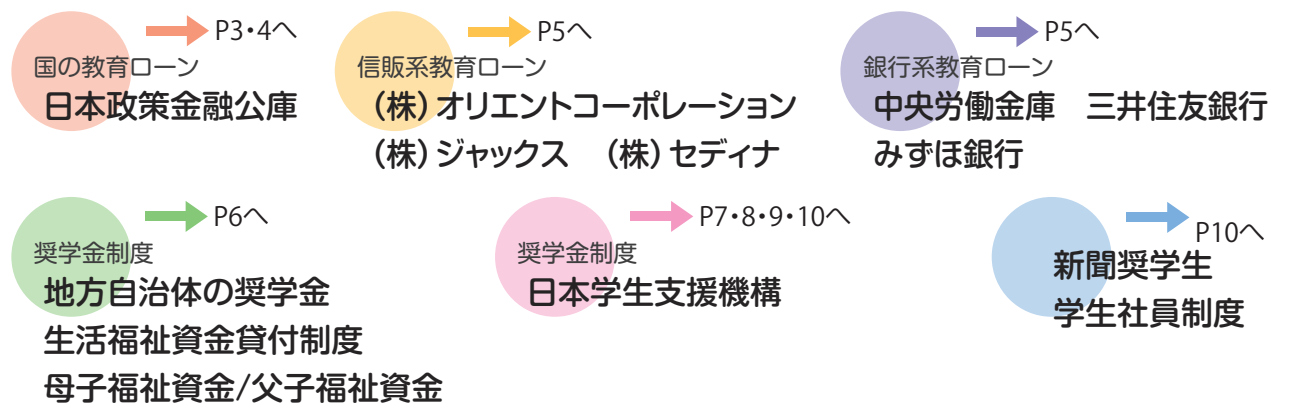 P3・4へ
国の教育ローン
日本政策金融公庫
P5へ
信販系教育ローン
（株）オリエントコーポレーション
（株）ジャックス　（株）セディナ
P5へ
銀行系教育ローン
中央労働金庫　三井住友銀行
みずほ銀行
P6へ
奨学金制度
地方自治体の奨学金
生活福祉資金貸付制度
母子福祉資金/父子福祉資金
P7・8・9・10へ
奨学金制度
日本学生支援機構
P10へ
新聞奨学生
学生社員制度